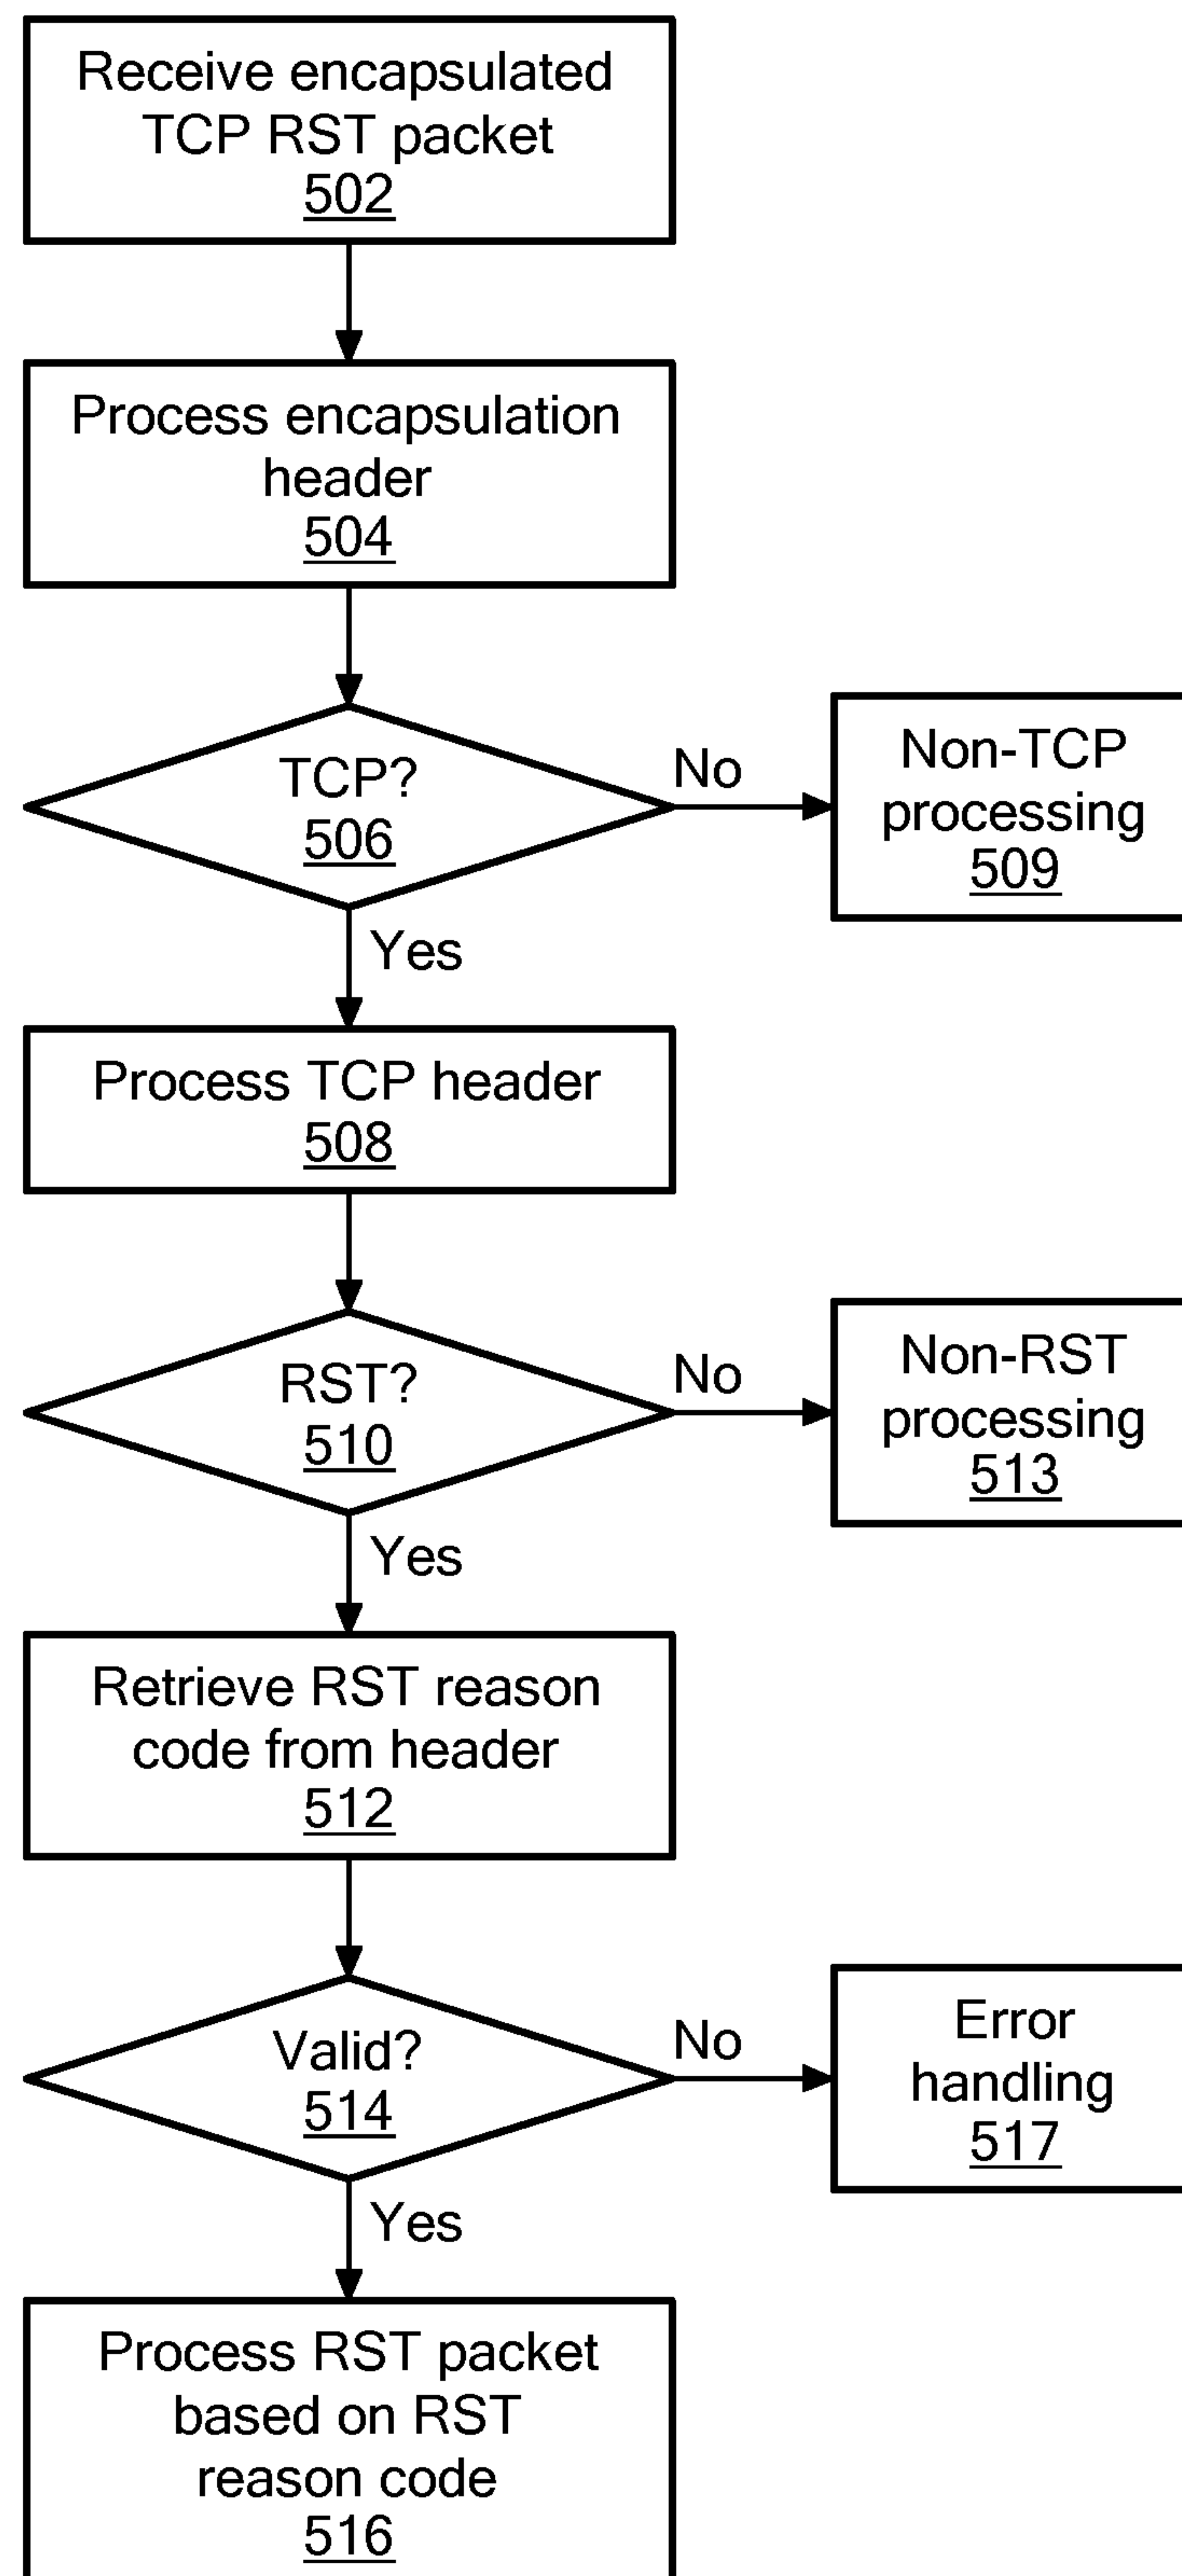 Receive encapsulated
TCP RST packet
502
Process encapsulation
header
504
TCP?
506
No
Non-TCP
processing
509
Yes
Process TCP header
508
RST?
510
No
Non-RST
processing
513
Yes
Retrieve RST reason
code from header
512
Valid?
514
No
Error
handling
517
Yes
Process RST packet
based on RST
reason code
516